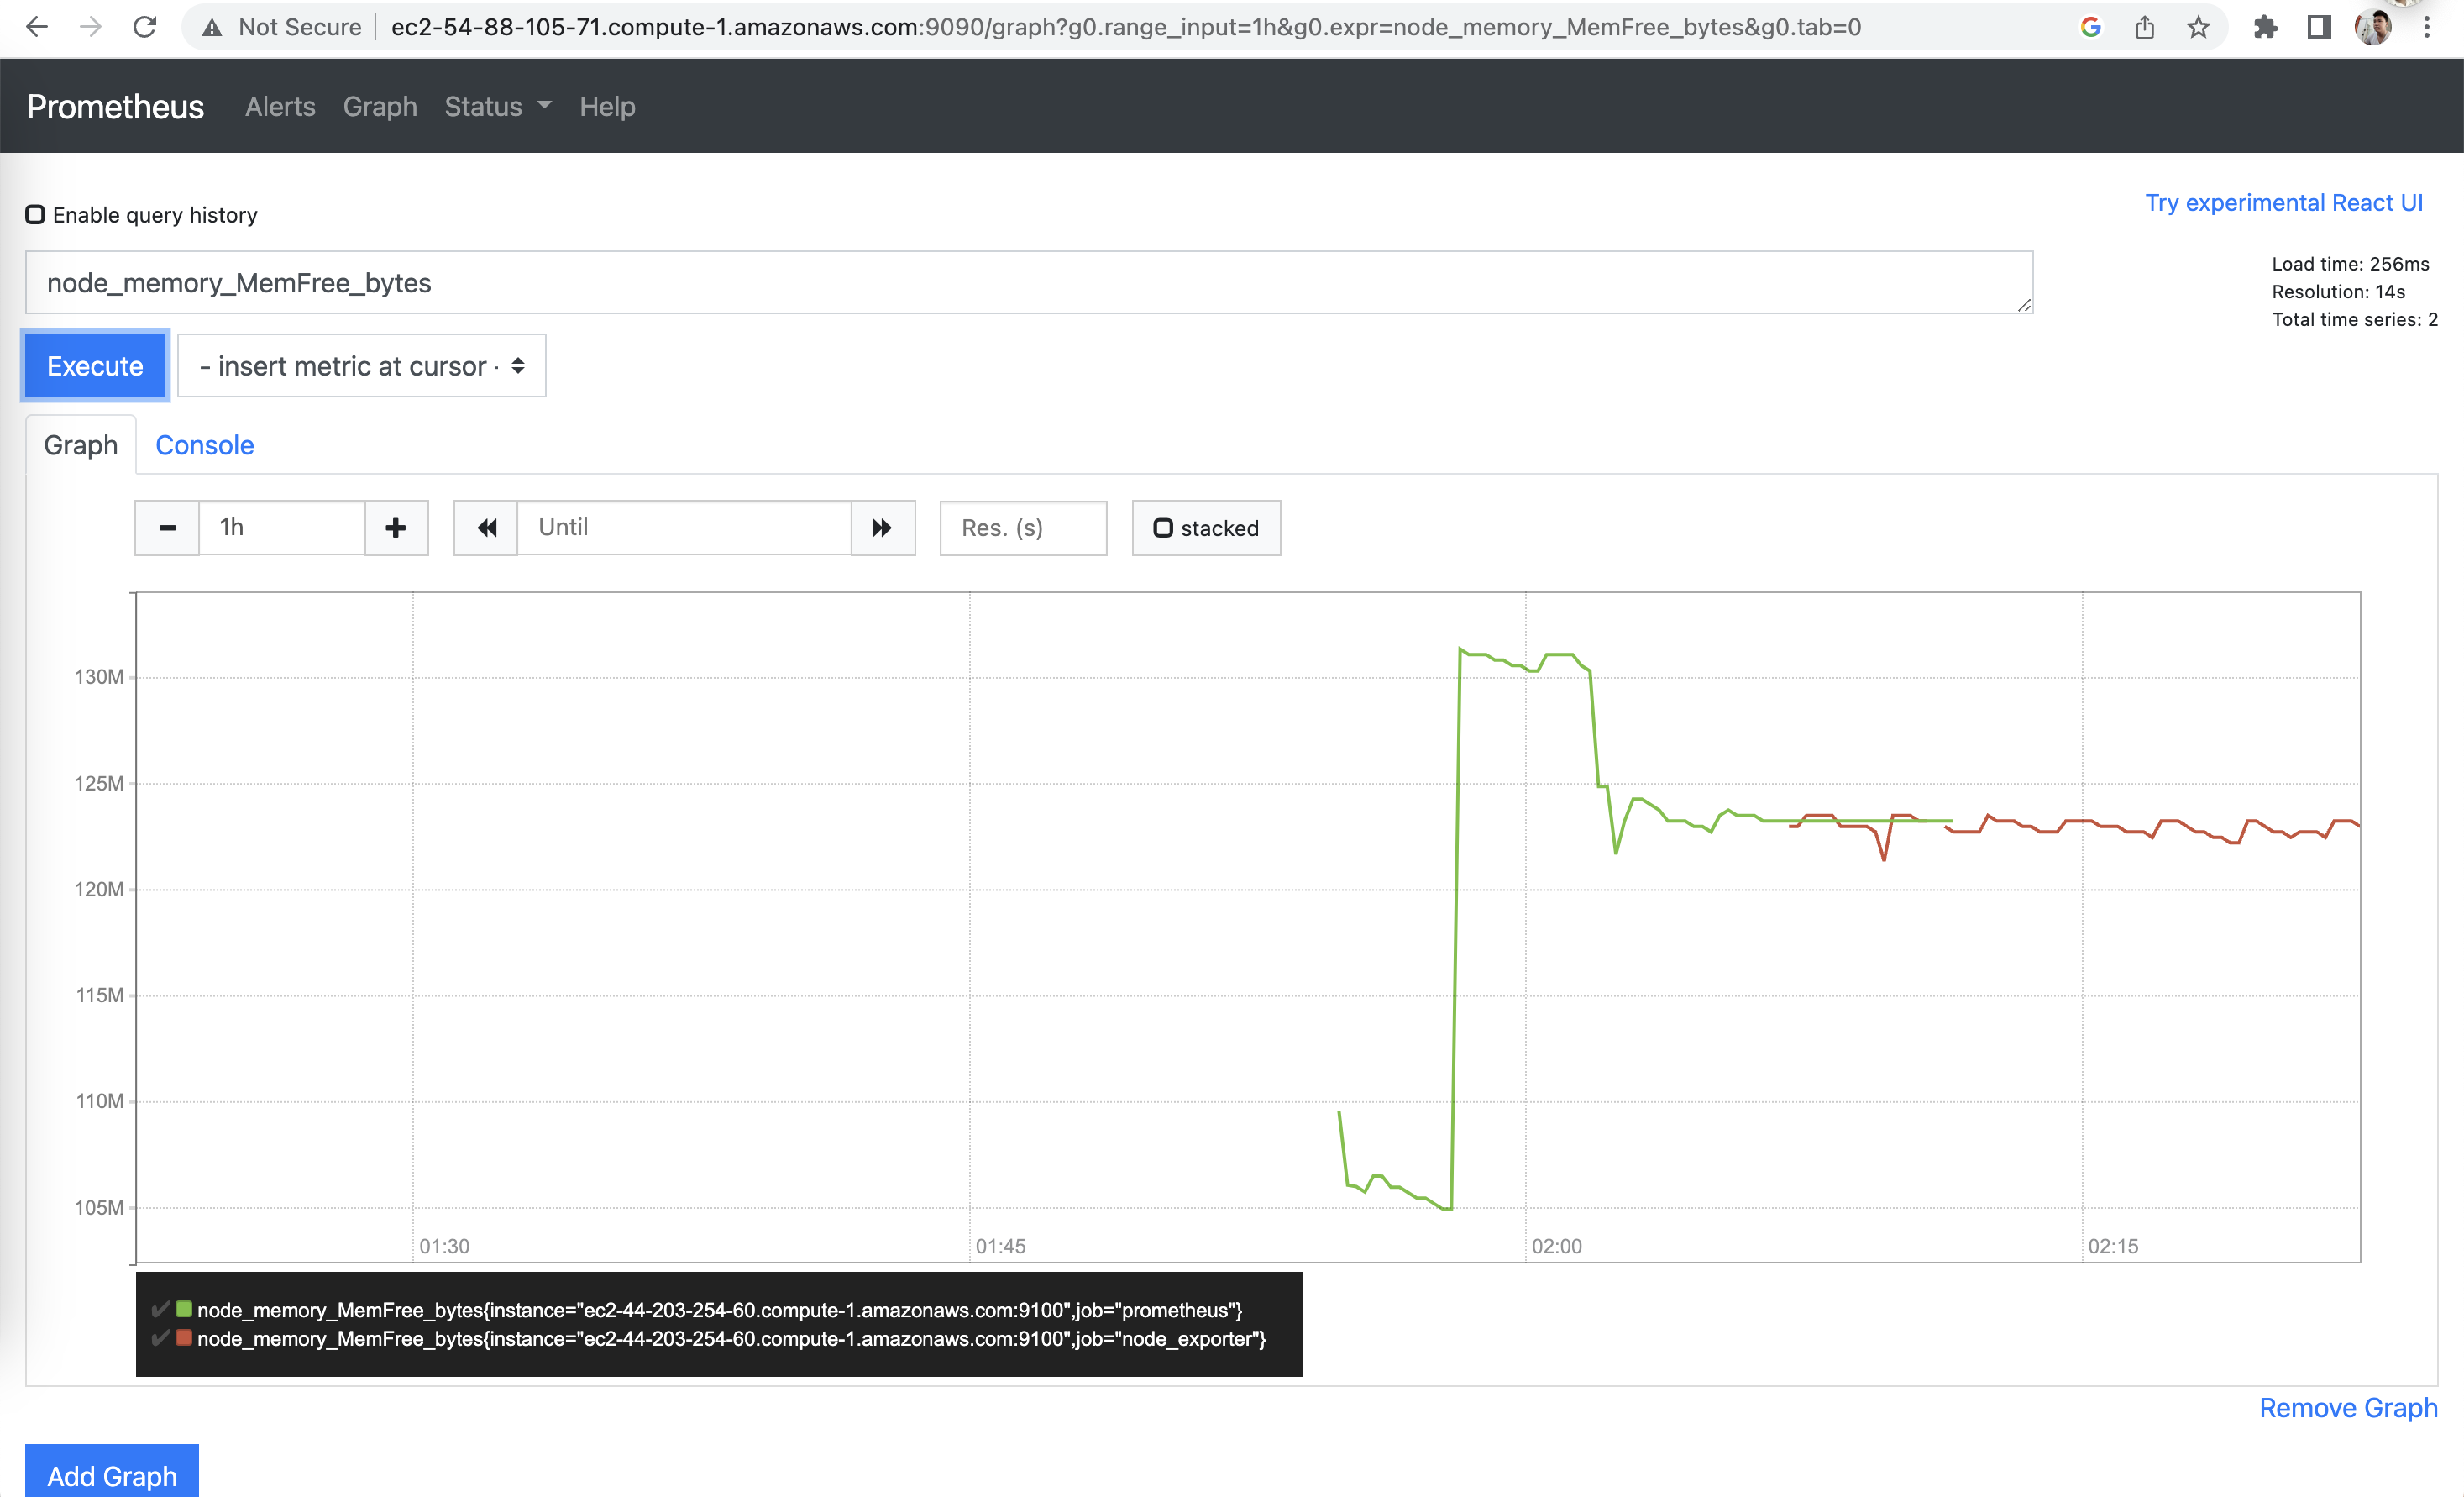 Not Secure ec2-54-88-105-71.compute-1.amazonaws.com:9090/graph?g0.range_input=1h&g0.expr=node_memory_MemFree_bytes&g0.tab=0
Prometheus Alerts Graph Status Help
Try experimental React UI
Enable query history
node_memory_MemFree_bytes
Load time: 256ms
Resolution: 14s
Total time series: 2
Execute - insert metric at cursor -
Graph Console
1h Until Res. (s) stacked
130M
125M
120M
115M
110M
105M
01:30 01:45 02:00 02:15
node_memory_MemFree_bytes{instance="ec2-44-203-254-60.compute-1.amazonaws.com:9100",job="prometheus"}
node_memory_MemFree_bytes{instance="ec2-44-203-254-60.compute-1.amazonaws.com:9100",job="node_exporter"}
Remove Graph
Add Graph